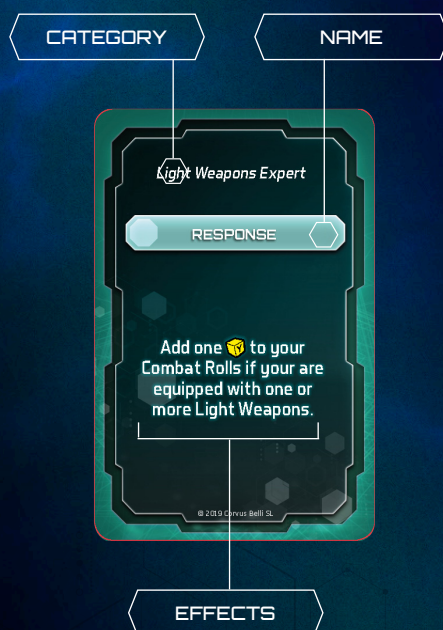 CATEGORY
NAME
Light Weapons Expert
RESPONSE
Add one Y to your
Combat Rolls if your are
equipped with one or
more Light Weapons.
© 2019 Corvus Belli SL
EFFECTS